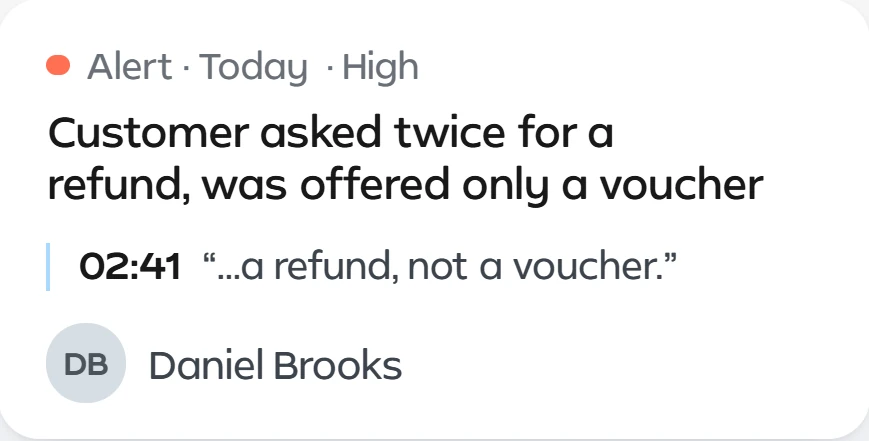 Alert · Today · High
Customer asked twice for a
refund, was offered only a voucher
02:41 “...a refund, not a voucher.”
DB Daniel Brooks